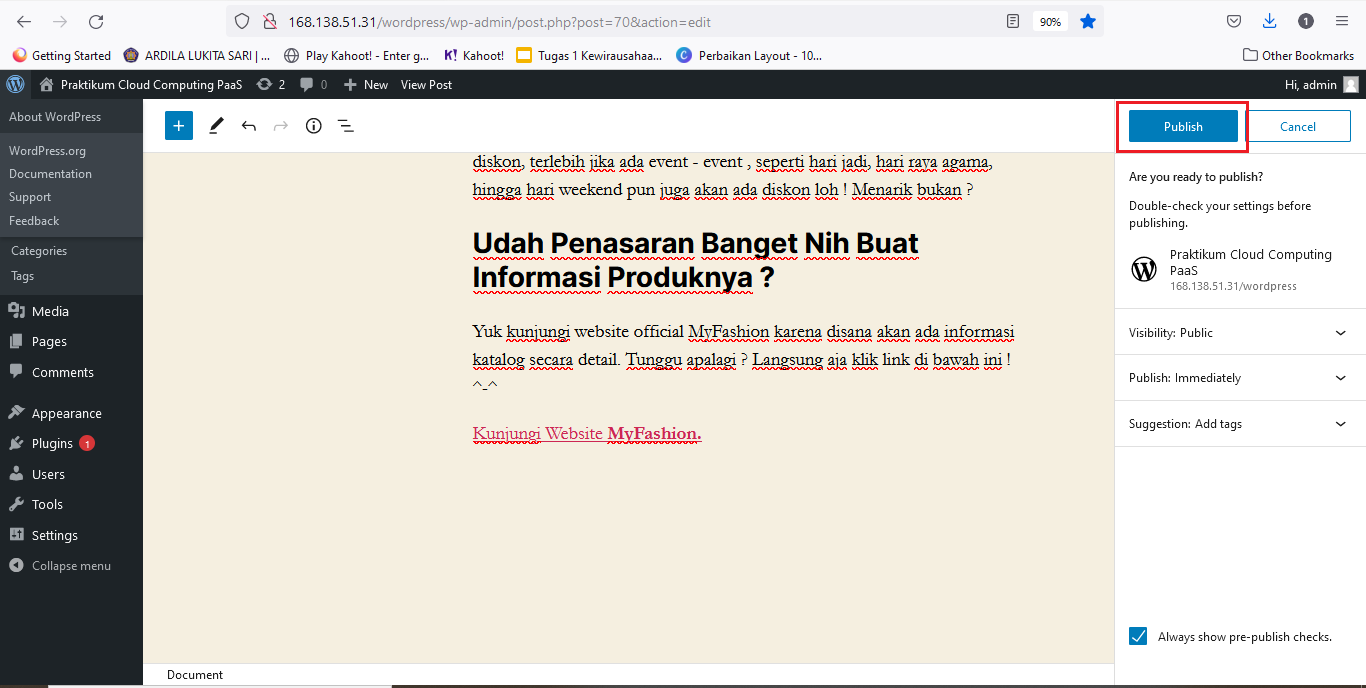 168.138.51.31/wordpress/wp-admin/post.php?post=70&action=edit
90%
1
Getting Started
ARDILA LUKITA SARI | ...
Play Kahoot! - Enter g...
K! Kahoot!
Tugas 1 Kewirausahaa...
C Perbaikan Layout - 10...
Other Bookmarks
Praktikum Cloud Computing PaaS
2
0
New
View Post
Hi, admin
About WordPress
WordPress.org
Documentation
Support
Feedback
Categories
Tags
Media
Pages
Comments
Appearance
Plugins 1
Users
Tools
Settings
Collapse menu
diskon, terlebih jika ada event - event , seperti hari jadi, hari raya agama,
hingga hari weekend pun juga akan ada diskon loh ! Menarik bukan ?
Udah Penasaran Banget Nih Buat
Informasi Produknya ?
Yuk kunjungi website official MyFashion karena disana akan ada informasi
katalog secara detail. Tunggu apalagi ? Langsung aja klik link di bawah ini !
^_^
Kunjungi Website MyFashion.
Document
Publish
Cancel
Are you ready to publish?
Double-check your settings before
publishing.
Praktikum Cloud Computing
PaaS
168.138.51.31/wordpress
Visibility: Public
Publish: Immediately
Suggestion: Add tags
Always show pre-publish checks.